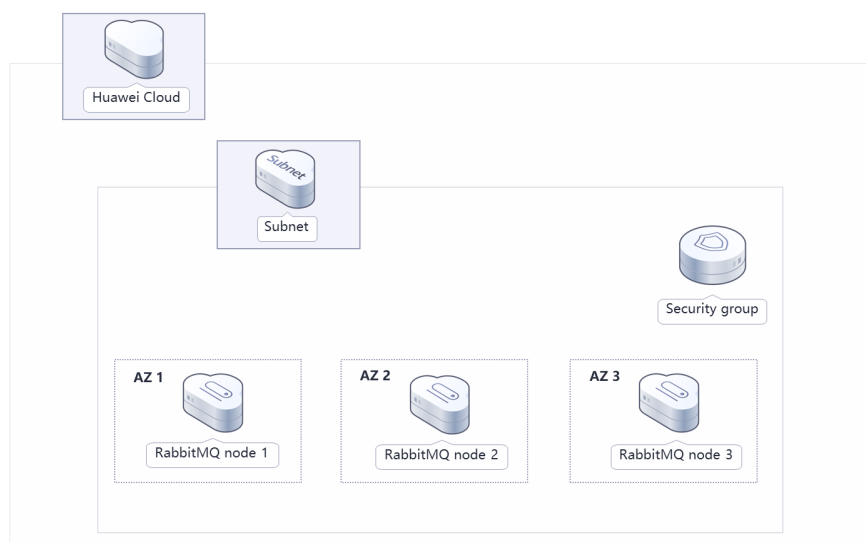 Huawei Cloud
Subnet
Subnet
Security group
AZ 1
RabbitMQ node 1
AZ 2
RabbitMQ node 2
AZ 3
RabbitMQ node 3